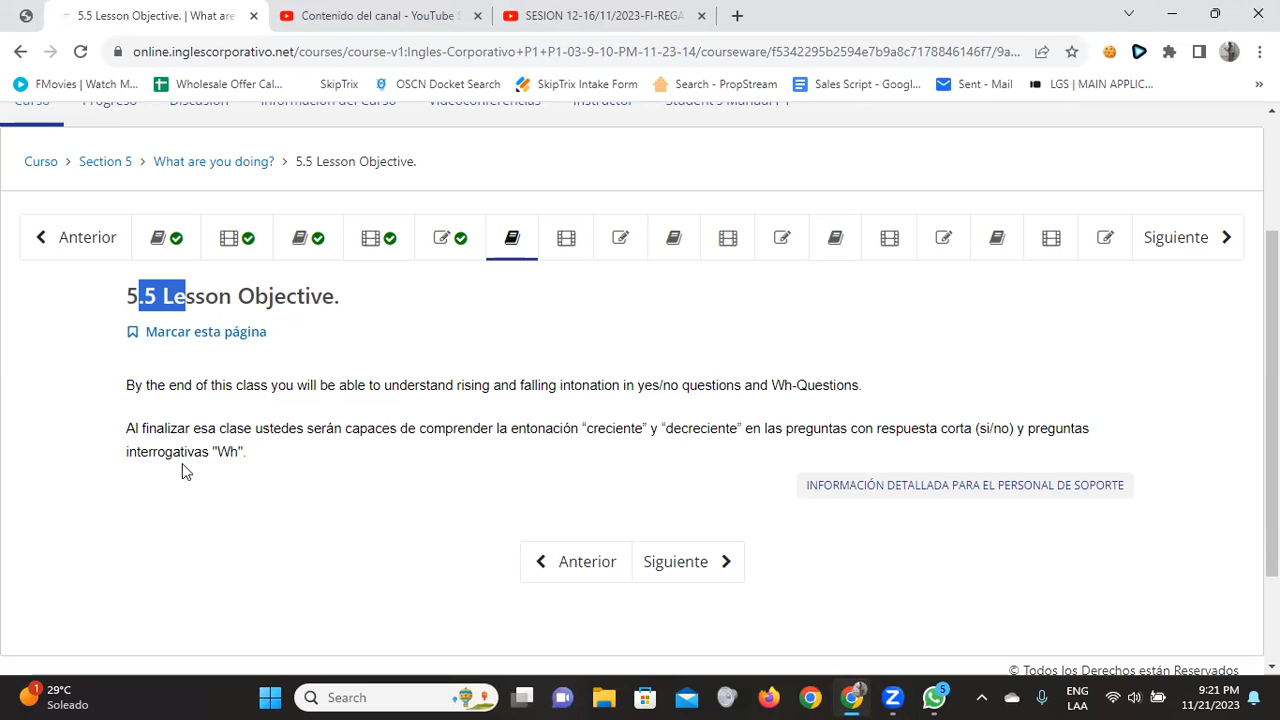 5.5 Lesson Objective. | What are
Contenido del canal - YouTube S
SESION 12-16/11/2023-FI-REGA
online.inglescorporativo.net/courses/course-v1:Ingles-Corporativo+P1+P1-03-9-10-PM-11-23-14/courseware/f5342295b2594e7b9a8c7178846146f7/9a...
FMovies | Watch M...
Wholesale Offer Cal...
SkipTrix
OSCN Docket Search
SkipTrix Intake Form
Search - PropStream
Sales Script - Googl...
Sent - Mail
LGS | MAIN APPLIC...
»
Curso Progreso Discusión Información del Curso Videoconferencias Instructor Student's Manual P1
Curso > Section 5 > What are you doing? > 5.5 Lesson Objective.
Anterior
Siguiente
5.5 Lesson Objective.
Marcar esta página
By the end of this class you will be able to understand rising and falling intonation in yes/no questions and Wh-Questions.
Al finalizar esa clase ustedes serán capaces de comprender la entonación “creciente” y “decreciente” en las preguntas con respuesta corta (si/no) y preguntas
interrogativas "Wh".
INFORMACIÓN DETALLADA PARA EL PERSONAL DE SOPORTE
Anterior
Siguiente
© Todos los Derechos están Reservados
1
29°C
Soleado
Search
5
ENG
LAA
9:21 PM
11/21/2023